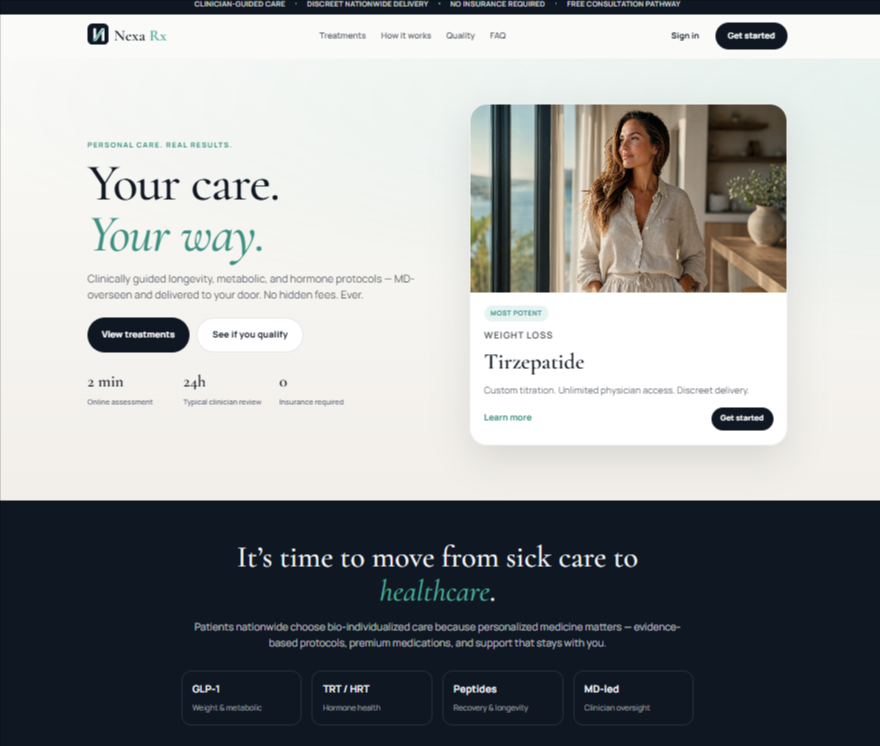 CLINICIAN-GUIDED CARE • DISCREET NATIONWIDE DELIVERY • NO INSURANCE REQUIRED • FREE CONSULTATION PATHWAY
Nexa Rx
Treatments How it works Quality FAQ
Sign in Get started
PERSONAL CARE. REAL RESULTS.
Your care.
Your way.
Clinically guided longevity, metabolic, and hormone protocols — MD-
overseen and delivered to your door. No hidden fees. Ever.
View treatments See if you qualify
2 min 24h 0
Online assessment Typical clinician review Insurance required
MOST POTENT
WEIGHT LOSS
Tirzepatide
Custom titration. Unlimited physician access. Discreet delivery.
Learn more Get started
It's time to move from sick care to
healthcare.
Patients nationwide choose bio-individualized care because personalized medicine matters — evidence-
based protocols, premium medications, and support that stays with you.
GLP-1 TRT / HRT Peptides MD-led
Weight & metabolic Hormone health Recovery & longevity Clinician oversight